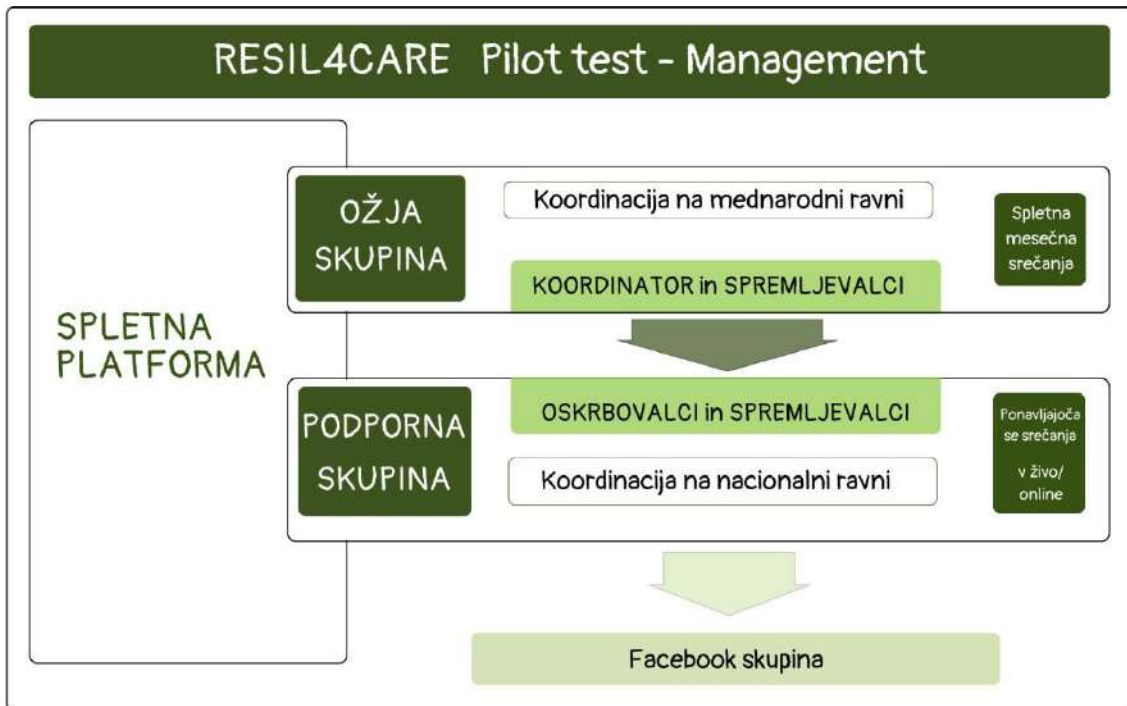 RESIL4CARE Pilot test - Management
SPLETNA
PLATFORMA
OŽJA
SKUPINA
Koordinacija na mednarodni ravni
KOORDINATOR in SPREMLJEVALCI
Spletna
mesečna
srečanja
PODPORNA
SKUPINA
OSKRBOVALCI in SPREMLJEVALCI
Koordinacija na nacionalni ravni
Ponavljajoča
se srečanja
v živo/
online
Facebook skupina